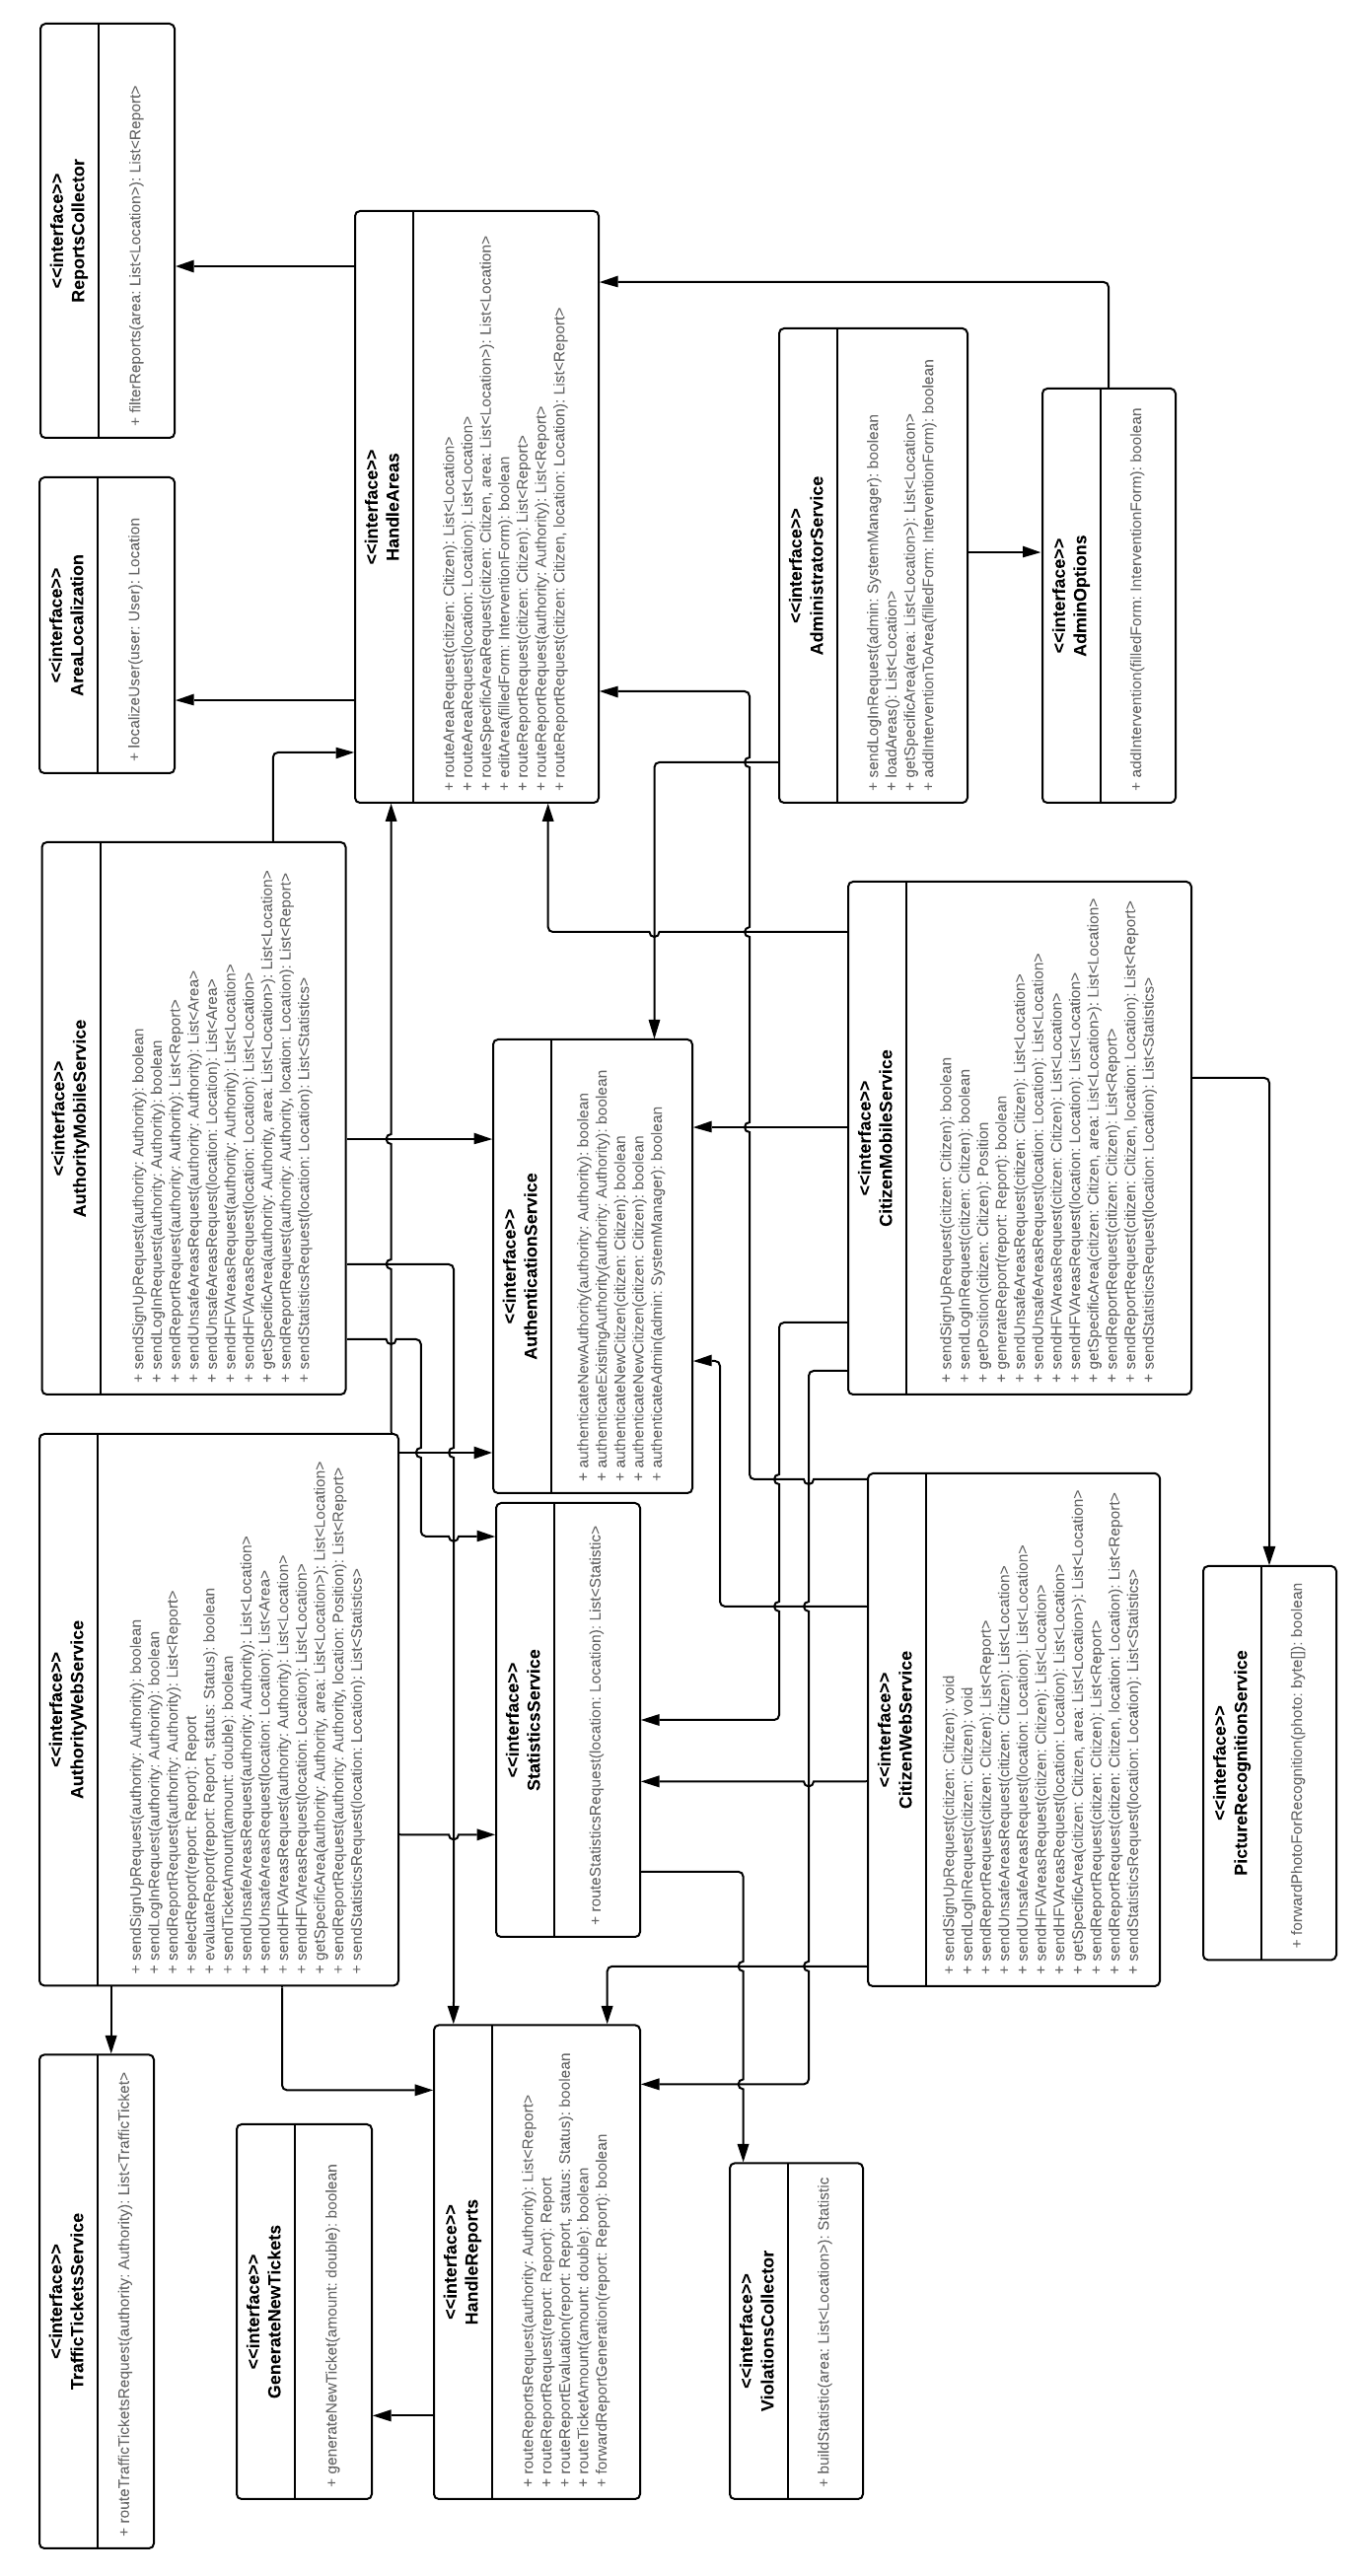 <<interface>>
TrafficTicketsService
+ routeTrafficTicketsRequest(authority: Authority): List<TrafficTicket>
<<interface>>
AuthorityWebService
+ sendSignUpRequest(authority: Authority): boolean
+ sendLogInRequest(authority: Authority): boolean
+ sendReportRequest(authority: Authority): List<Report>
+ selectReport(report: Report): Report
+ evaluateReport(report: Report, status: Status): boolean
+ sendTicketAmount(amount: double): boolean
+ sendUnsafeAreasRequest(authority: Authority): List<Location>
+ sendUnsafeAreasRequest(location: Location): List<Area>
+ sendHFVAreasRequest(authority: Authority): List<Location>
+ sendHFVAreasRequest(location: Location): List<Location>
+ getSpecificArea(authority: Authority, area: List<Location>): List<Location>
+ sendReportRequest(authority: Authority, location: Position): List<Report>
+ sendStatisticsRequest(location: Location): List<Statistics>
<<interface>>
AuthorityMobileService
+ sendSignUpRequest(authority: Authority): boolean
+ sendLogInRequest(authority: Authority): boolean
+ sendReportRequest(authority: Authority): List<Report>
+ sendUnsafeAreasRequest(authority: Authority): List<Area>
+ sendUnsafeAreasRequest(location: Location): List<Area>
+ sendHFVAreasRequest(authority: Authority): List<Location>
+ sendHFVAreasRequest(location: Location): List<Location>
+ getSpecificArea(authority: Authority, area: List<Location>): List<Location>
+ sendReportRequest(authority: Authority, location: Location): List<Report>
+ sendStatisticsRequest(location: Location): List<Statistics>
<<interface>>
AreaLocalization
+ localizeUser(user: User): Location
<<interface>>
ReportsCollector
+ filterReports(area: List<Location>): List<Report>
<<interface>>
GenerateNewTickets
+ generateNewTicket(amount: double): boolean
<<interface>>
HandleAreas
+ routeAreaRequest(citizen: Citizen): List<Location>
+ routeAreaRequest(location: Location): List<Location>
+ routeSpecificAreaRequest(citizen: Citizen, area: List<Location>): List<Location>
+ editArea(filledForm: InterventionForm): boolean
+ routeReportRequest(citizen: Citizen): List<Report>
+ routeReportRequest(authority: Authority): List<Report>
+ routeReportRequest(citizen: Citizen, location: Location): List<Report>
<<interface>>
HandleReports
+ routeReportsRequest(authority: Authority): List<Report>
+ routeReportRequest(report: Report): Report
+ routeReportEvaluation(report: Report, status: Status): boolean
+ routeTicketAmount(amount: double): boolean
+ forwardReportGeneration(report: Report): boolean
<<interface>>
StatisticsService
+ routeStatisticsRequest(location: Location): List<Statistic>
<<interface>>
AuthenticationService
+ authenticateNewAuthority(authority: Authority): boolean
+ authenticateExistingAuthority(authority: Authority): boolean
+ authenticateNewCitizen(citizen: Citizen): boolean
+ authenticateNewCitizen(citizen: Citizen): boolean
+ authenticateAdmin(admin: SystemManager): boolean
<<interface>>
ViolationsCollector
+ buildStatistic(area: List<Location>): Statistic
<<interface>>
AdministratorService
+ sendLogInRequest(admin: SystemManager): boolean
+ loadAreas(): List<Location>
+ getSpecificArea(area: List<Location>): List<Location>
+ addInterventionToArea(filledForm: InterventionForm): boolean
<<interface>>
CitizenWebService
+ sendSignUpRequest(citizen: Citizen): void
+ sendLogInRequest(citizen: Citizen): void
+ sendReportRequest(citizen: Citizen): List<Report>
+ sendUnsafeAreasRequest(citizen: Citizen): List<Location>
+ sendUnsafeAreasRequest(location: Location): List<Location>
+ sendHFVAreasRequest(citizen: Citizen): List<Location>
+ sendHFVAreasRequest(location: Location): List<Location>
+ getSpecificArea(citizen: Citizen, area: List<Location>): List<Location>
+ sendReportRequest(citizen: Citizen): List<Report>
+ sendReportRequest(citizen: Citizen, location: Location): List<Report>
+ sendStatisticsRequest(location: Location): List<Statistics>
<<interface>>
CitizenMobileService
+ sendSignUpRequest(citizen: Citizen): boolean
+ sendLogInRequest(citizen: Citizen): boolean
+ getPosition(citizen: Citizen): Position
+ generateReport(report: Report): boolean
+ sendUnsafeAreasRequest(citizen: Citizen): List<Location>
+ sendUnsafeAreasRequest(location: Location): List<Location>
+ sendHFVAreasRequest(citizen: Citizen): List<Location>
+ sendHFVAreasRequest(location: Location): List<Location>
+ getSpecificArea(citizen: Citizen, area: List<Location>): List<Location>
+ sendReportRequest(citizen: Citizen): List<Report>
+ sendReportRequest(citizen: Citizen, location: Location): List<Report>
+ sendStatisticsRequest(location: Location): List<Statistics>
<<interface>>
AdminOptions
+ addIntervention(filledForm: InterventionForm): boolean
<<interface>>
PictureRecognitionService
+ forwardPhotoForRecognition(photo: byte[]): boolean